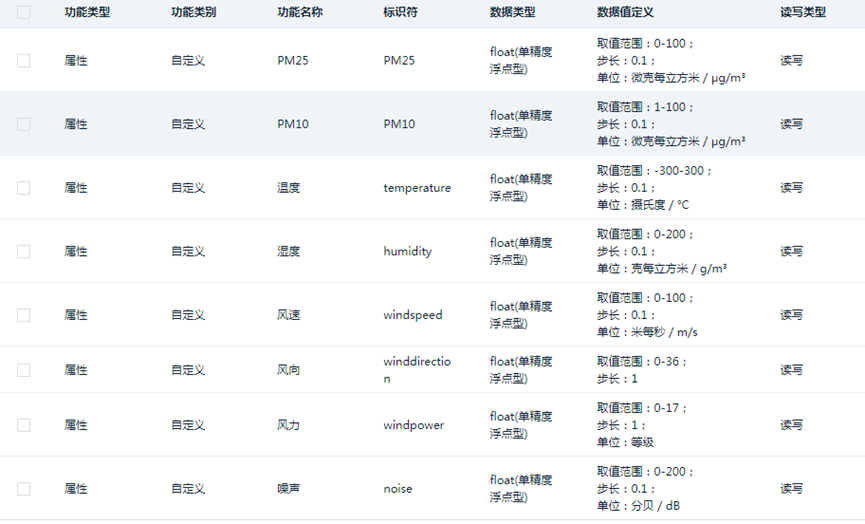 功能类型 功能类别 功能名称 标识符 数据类型 数据值定义 读写类型
属性 自定义 PM25 PM25 float(单精度浮点型) 取值范围：0-100；
步长：0.1；
单位：微克每立方米 / μg/m³ 读写
属性 自定义 PM10 PM10 float(单精度浮点型) 取值范围：1-100；
步长：0.1；
单位：微克每立方米 / μg/m³ 读写
属性 自定义 温度 temperature float(单精度浮点型) 取值范围：-300-300；
步长：0.1；
单位：摄氏度 / °C 读写
属性 自定义 湿度 humidity float(单精度浮点型) 取值范围：0-200；
步长：0.1；
单位：克每立方米 / g/m³ 读写
属性 自定义 风速 windspeed float(单精度浮点型) 取值范围：0-100；
步长：0.1；
单位：米每秒 / m/s 读写
属性 自定义 风向 winddirection float(单精度浮点型) 取值范围：0-36；
步长：1 读写
属性 自定义 风力 windpower float(单精度浮点型) 取值范围：0-17；
步长：1；
单位：等级 读写
属性 自定义 噪声 noise float(单精度浮点型) 取值范围：0-200；
步长：0.1；
单位：分贝 / dB 读写